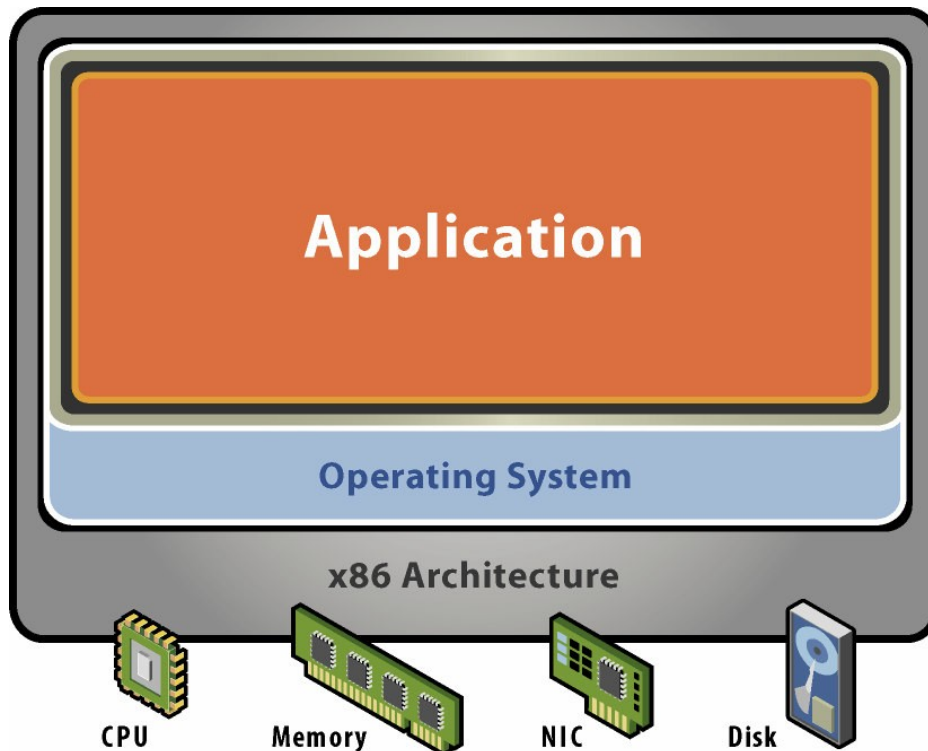 Application
Operating System
x86 Architecture
CPU Memory NIC Disk